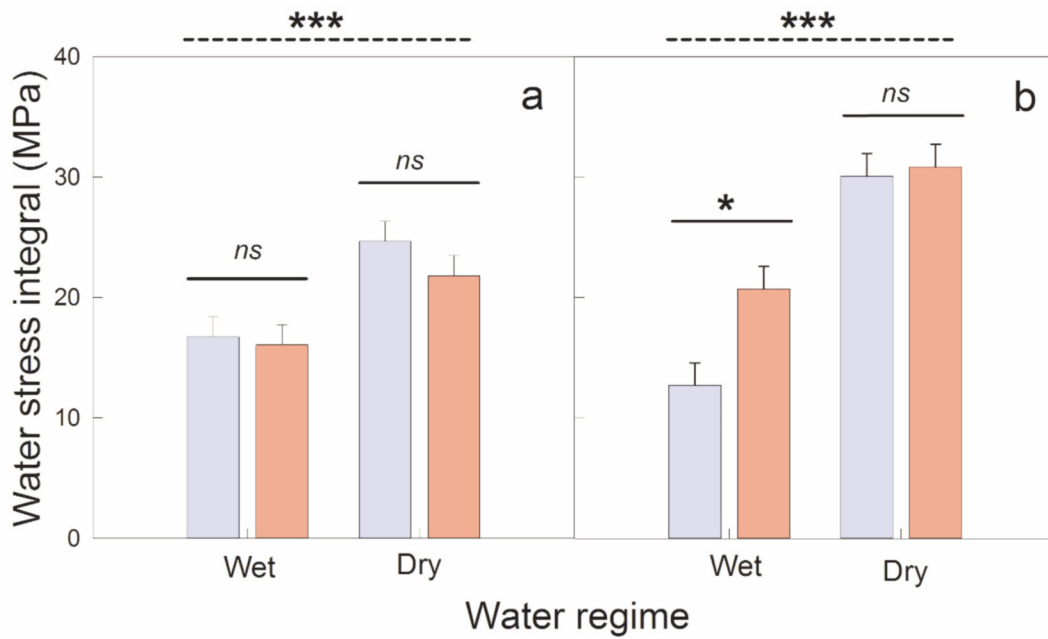 *** ***
40
30
20
10
0
Water stress integral (MPa)
a
ns
ns
Wet
Dry
b
*
ns
Wet
Dry
Water regime